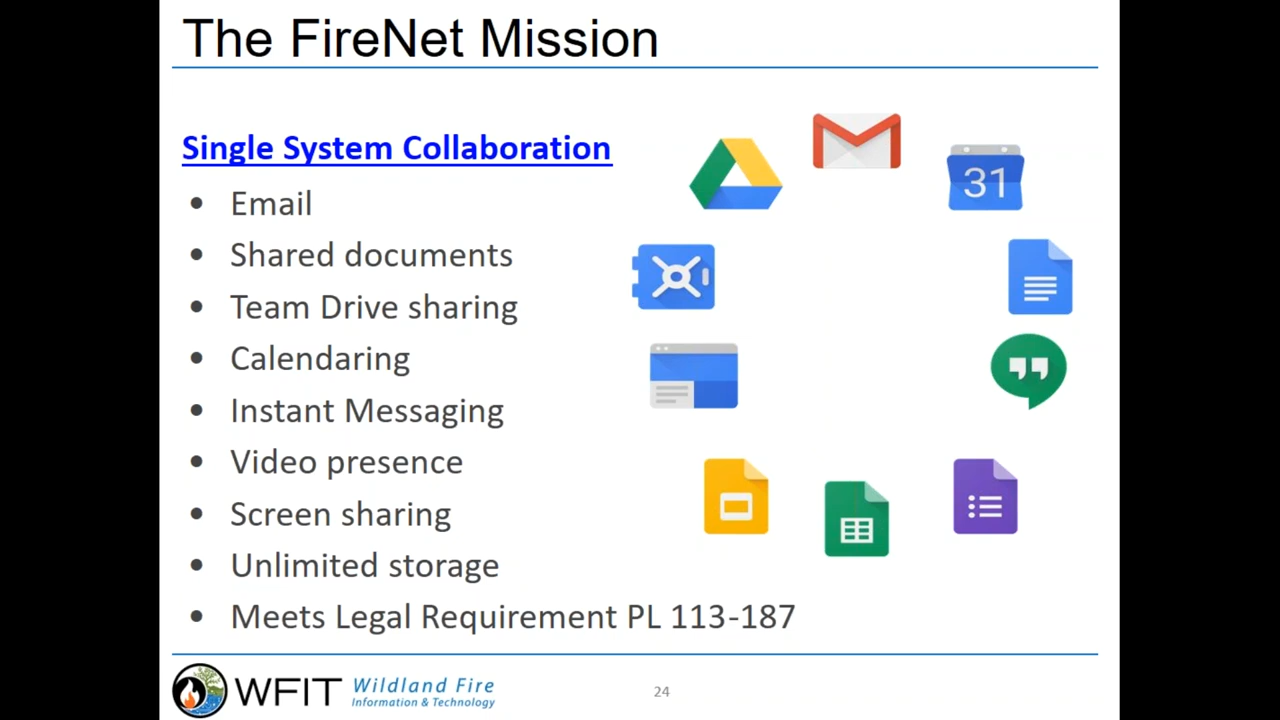 The FireNet Mission
Single System Collaboration
• Email
• Shared documents
• Team Drive sharing
• Calendaring
• Instant Messaging
• Video presence
• Screen sharing
• Unlimited storage
• Meets Legal Requirement PL 113-187
31
WFIT Wildland Fire
Information & Technology
24